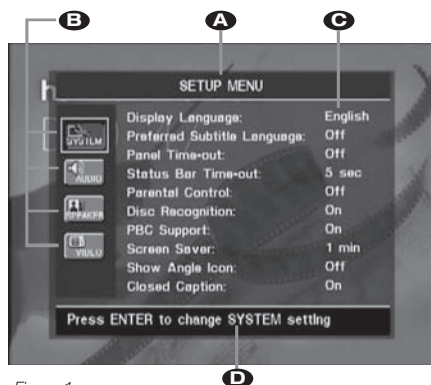 B A C
h
SETUP MENU
SYSTEM
AUDIO
SPEAKER
VIDEO
Display Language: English
Preferred Subtitle Language: Off
Panel Time-out: Off
Status Bar Time-out: 5 sec
Parental Control: Off
Disc Recognition: On
PBC Support: On
Screen Saver: 1 min
Show Angle Icon: Off
Closed Caption: On
Press ENTER to change SYSTEM setting
D